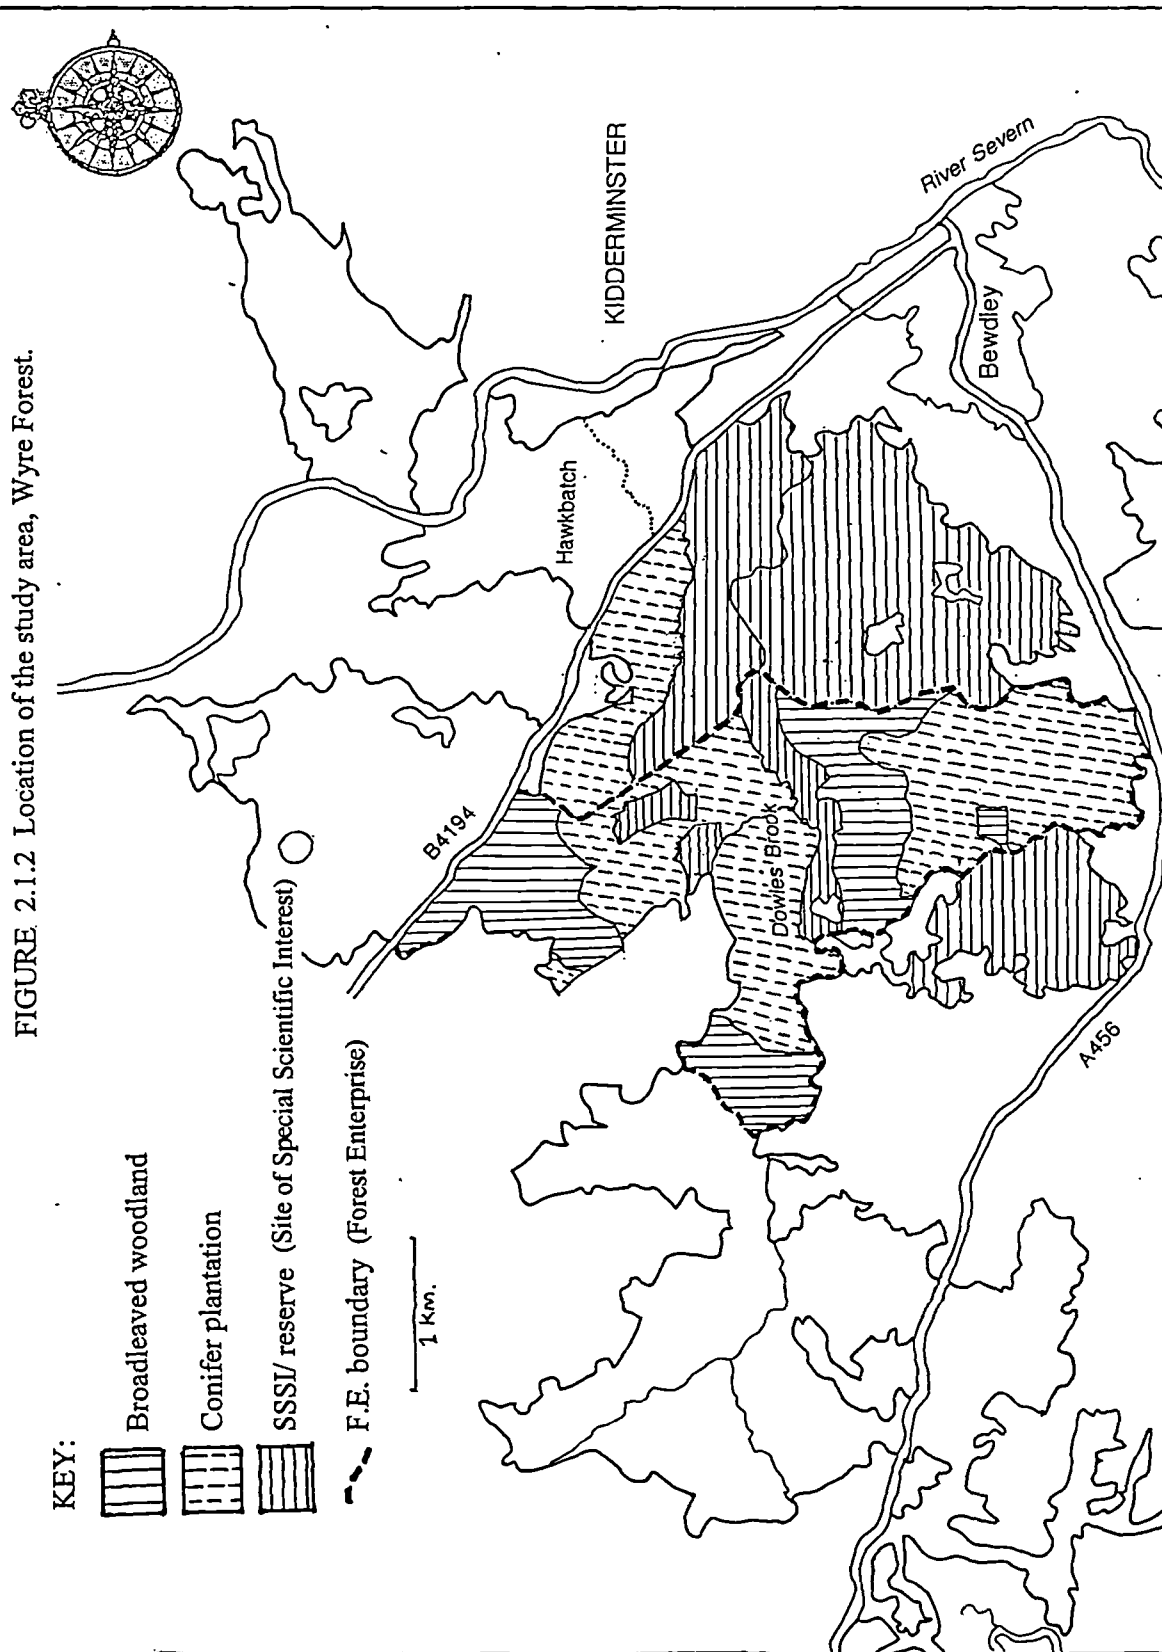 FIGURE 2.1.2 Location of the study area, Wyre Forest.
KEY:
Broadleaved woodland
Conifer plantation
SSSI/ reserve (Site of Special Scientific Interest)
F.E. boundary (Forest Enterprise)
1 km.
B4194
Hawkbatch
KIDDERMINSTER
River Severn
Dowles Brook
Bewdley
A456